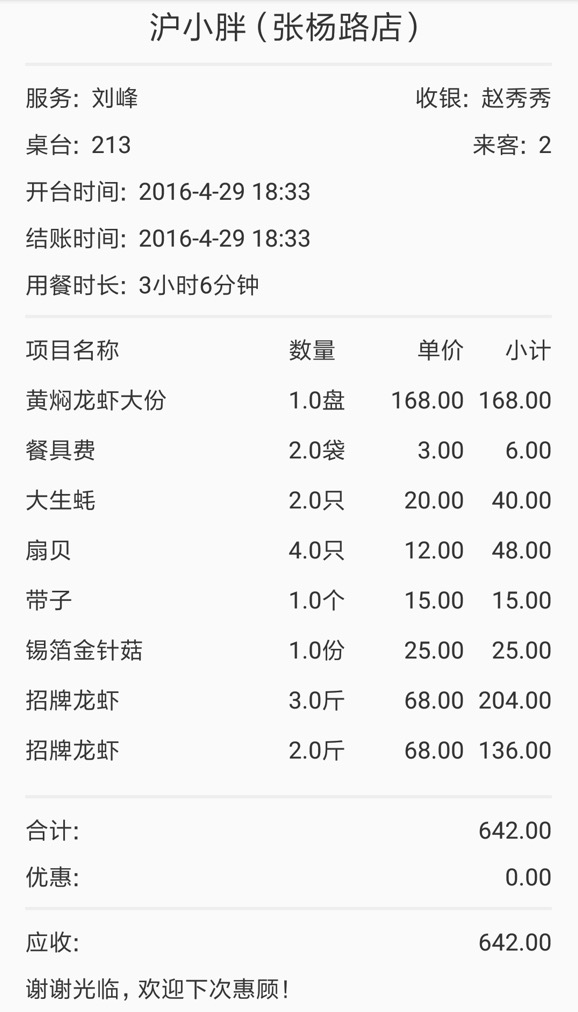 沪小胖（张杨路店）
服务: 刘峰 收银: 赵秀秀
桌台: 213 来客: 2
开台时间: 2016-4-29 18:33
结账时间: 2016-4-29 18:33
用餐时长: 3小时6分钟
项目名称 数量 单价 小计
黄焖龙虾大份 1.0盘 168.00 168.00
餐具费 2.0袋 3.00 6.00
大生蚝 2.0只 20.00 40.00
扇贝 4.0只 12.00 48.00
带子 1.0个 15.00 15.00
锡箔金针菇 1.0份 25.00 25.00
招牌龙虾 3.0斤 68.00 204.00
招牌龙虾 2.0斤 68.00 136.00
合计: 642.00
优惠: 0.00
应收: 642.00
谢谢光临, 欢迎下次惠顾!